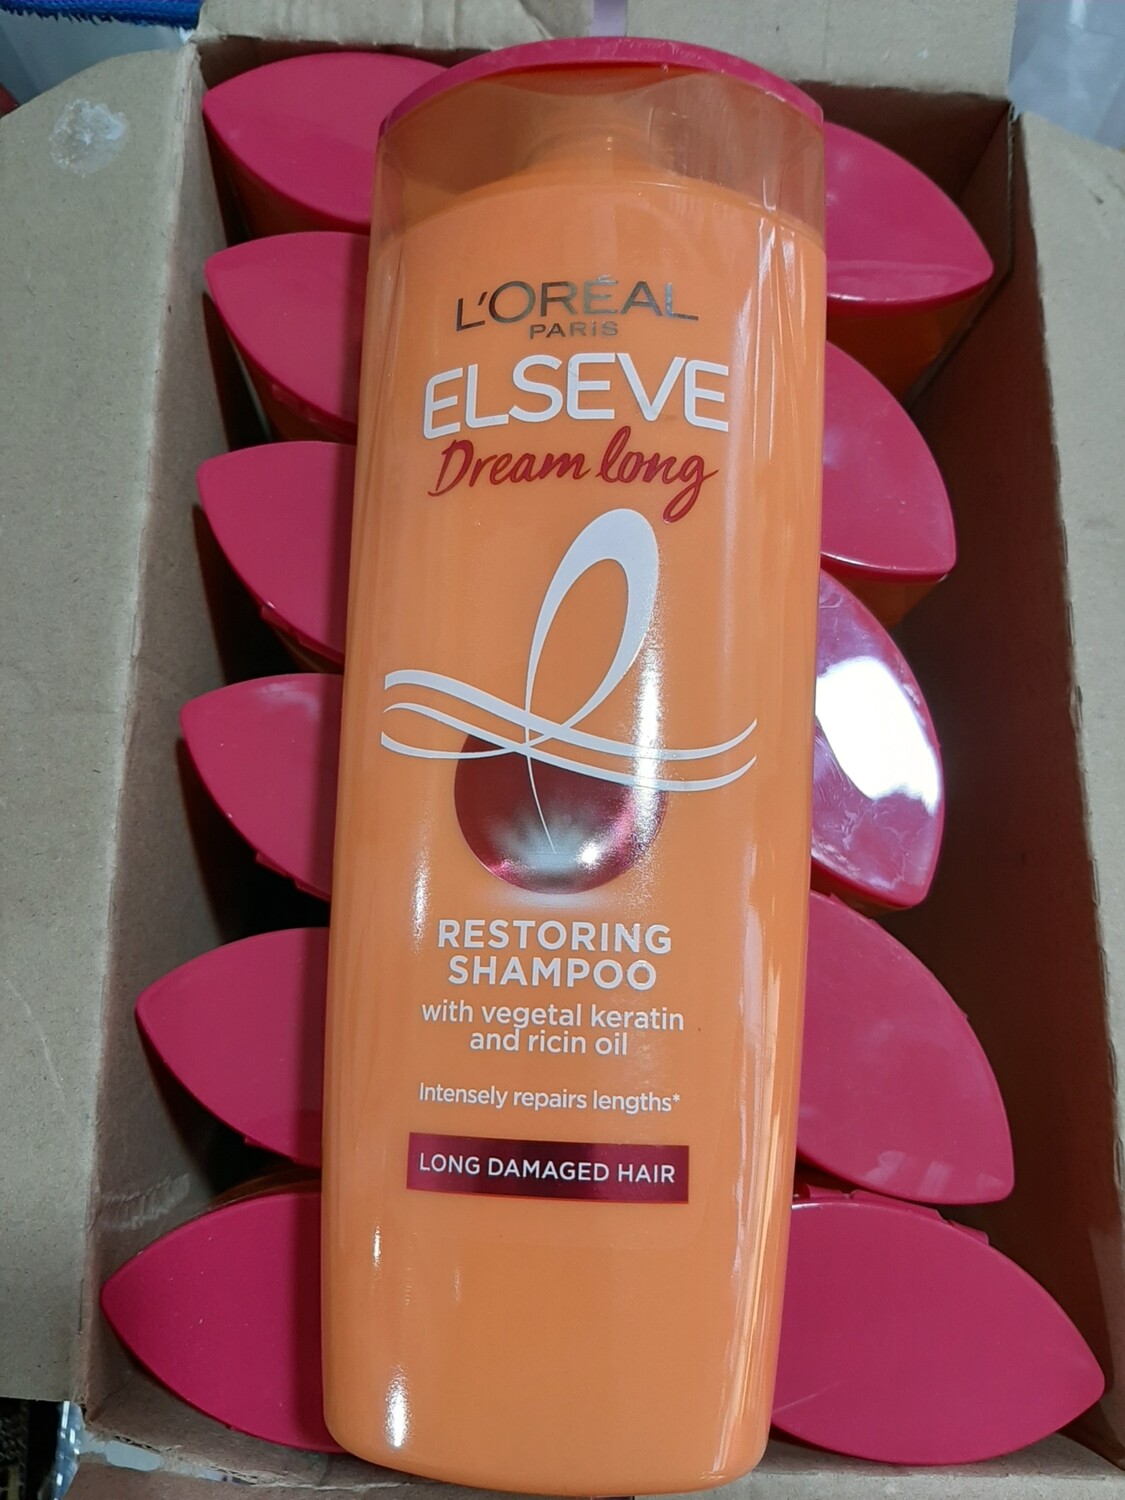 L'ORÉAL
PARIS
ELSEVE
Dream long
RESTORING
SHAMPOO
with vegetal keratin
and ricin oil
Intensely repairs lengths*
LONG DAMAGED HAIR